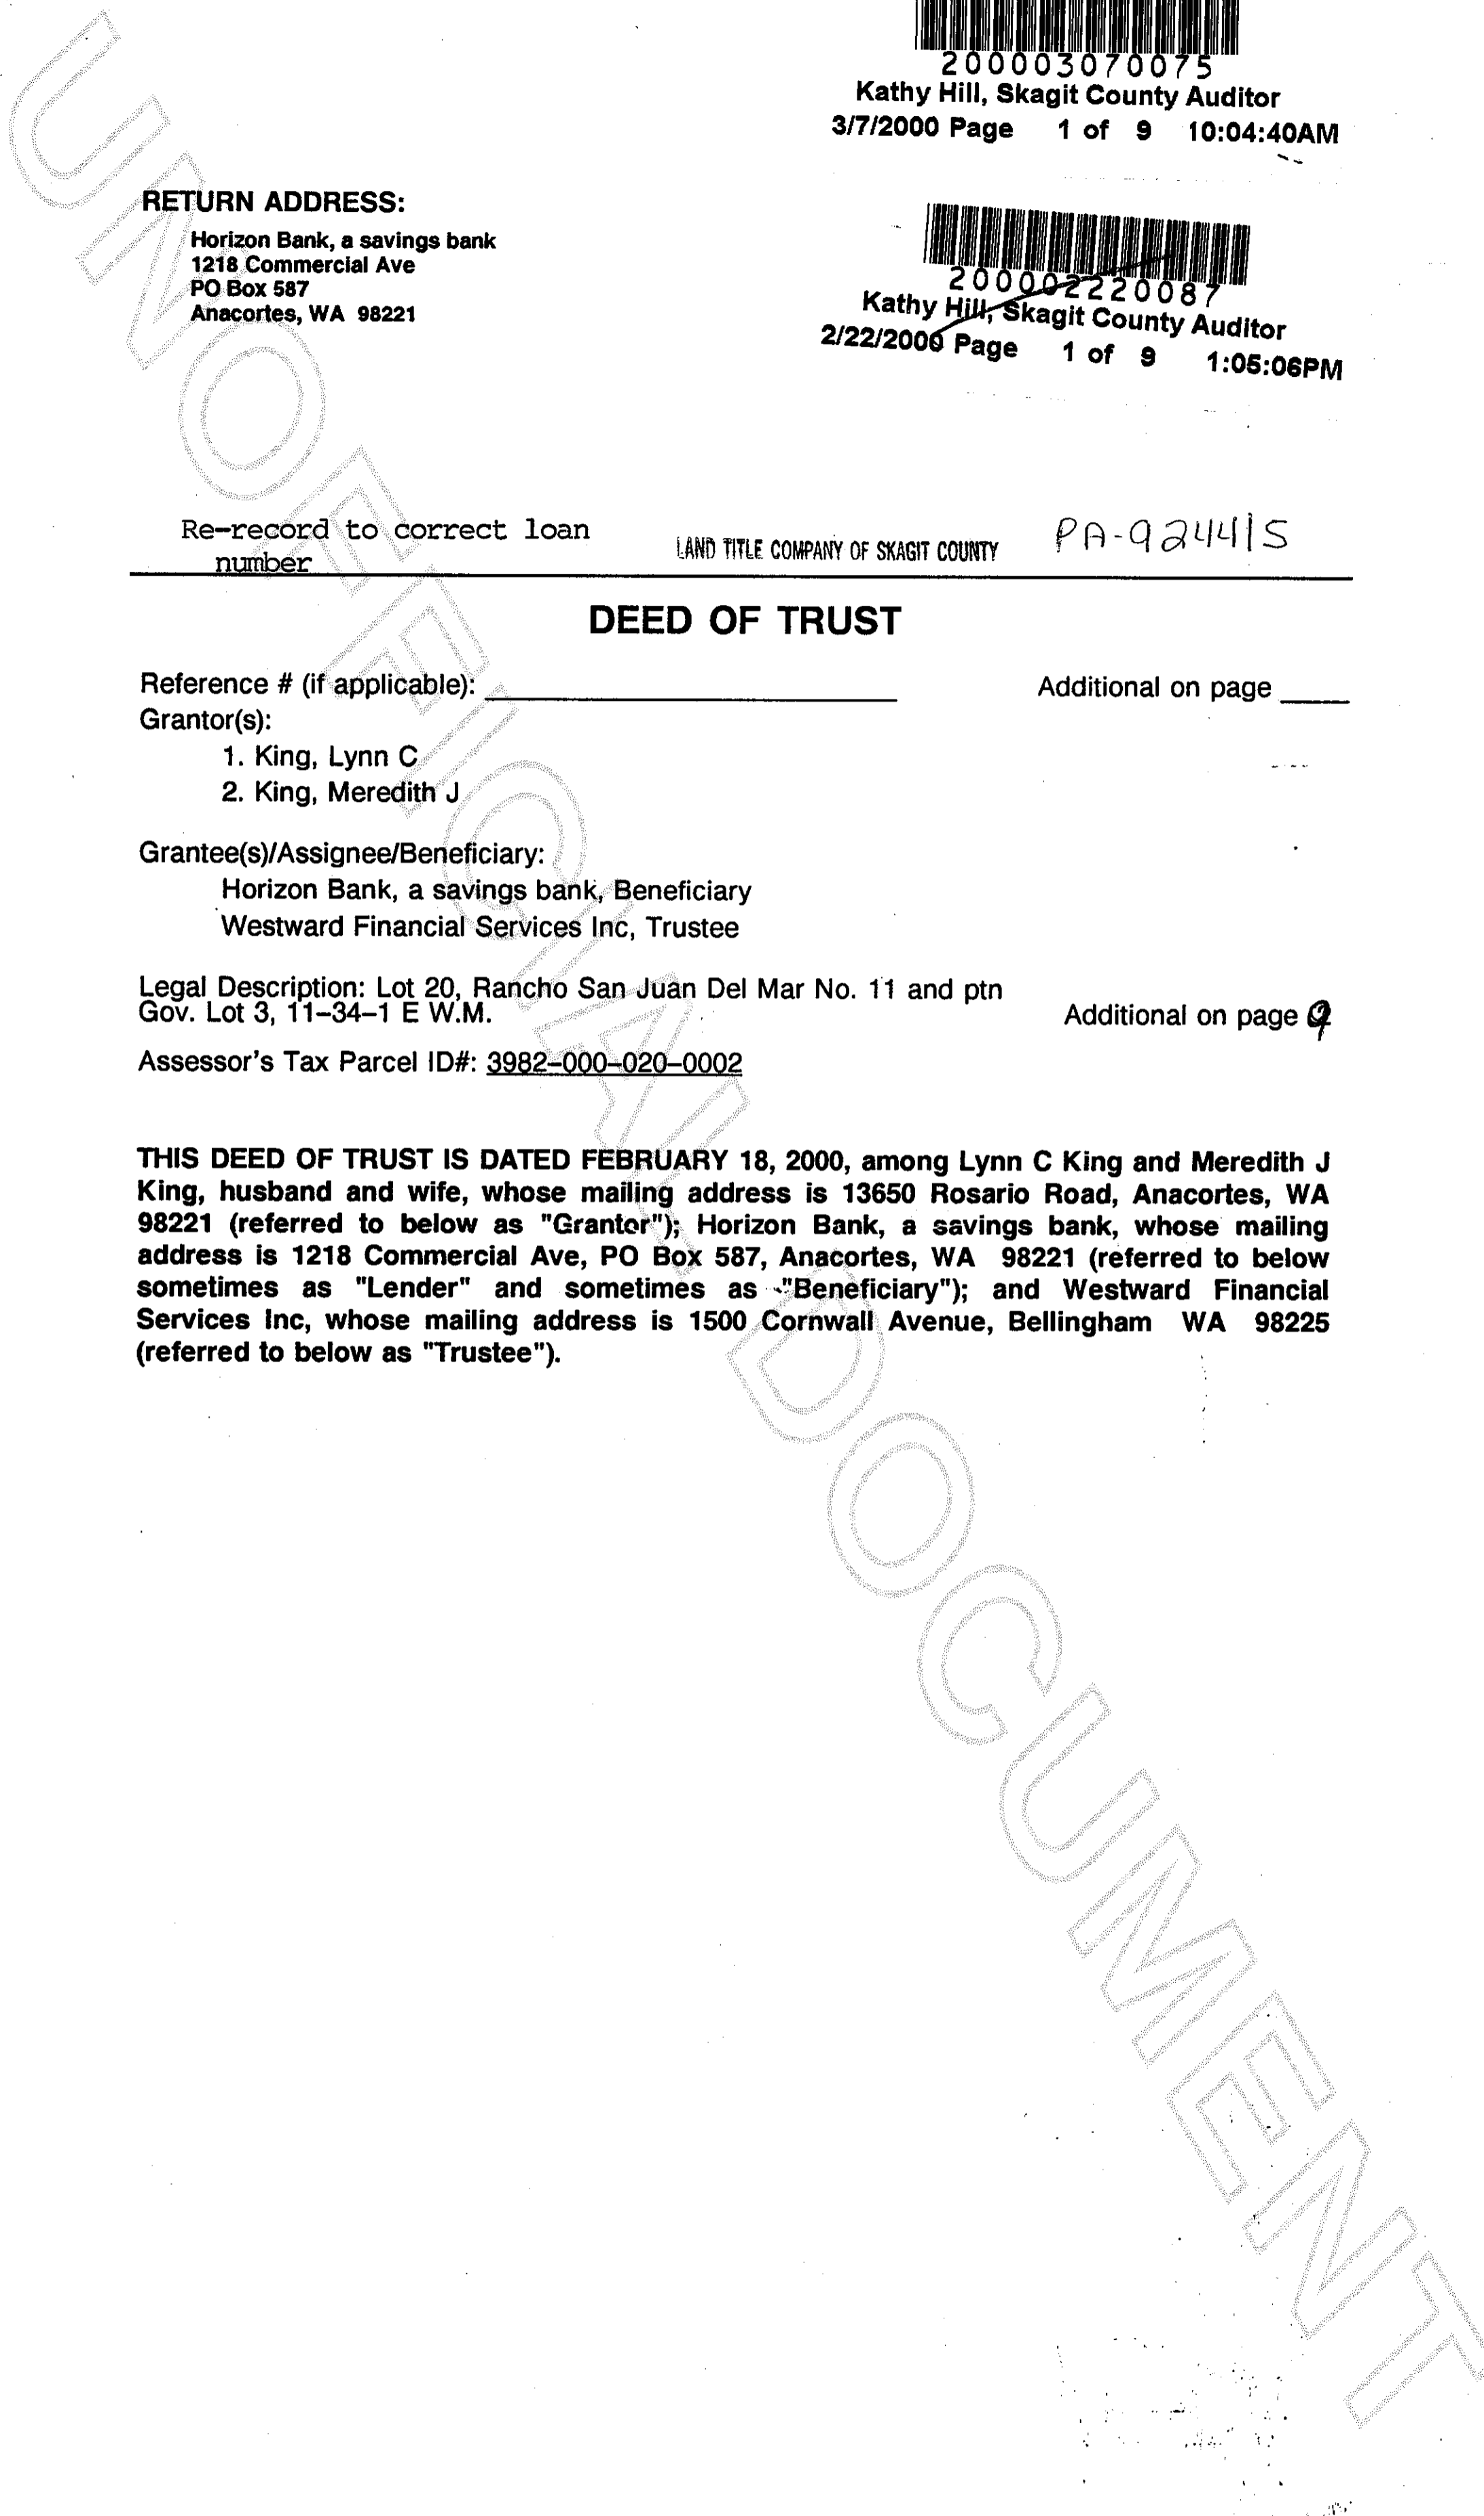 200003070075
Kathy Hill, Skagit County Auditor
3/7/2000 Page 1 of 9 10:04:40AM
RETURN ADDRESS:
Horizon Bank, a savings bank
1218 Commercial Ave
PO Box 587
Anacortes, WA 98221
200002220087
Kathy Hill, Skagit County Auditor
2/22/2000 Page 1 of 9 1:05:06PM
Re-record to correct loan
number
LAND TITLE COMPANY OF SKAGIT COUNTY
PA-92441S
DEED OF TRUST
Reference # (if applicable): Additional on page
Grantor(s):
1. King, Lynn C
2. King, Meredith J
Grantee(s)/Assignee/Beneficiary:
Horizon Bank, a savings bank, Beneficiary
Westward Financial Services Inc, Trustee
Legal Description: Lot 20, Rancho San Juan Del Mar No. 11 and ptn
Gov. Lot 3, 11-34-1 E W.M. Additional on page 9
Assessor's Tax Parcel ID#: 3982-000-020-0002
THIS DEED OF TRUST IS DATED FEBRUARY 18, 2000, among Lynn C King and Meredith J
King, husband and wife, whose mailing address is 13650 Rosario Road, Anacortes, WA
98221 (referred to below as "Grantor"); Horizon Bank, a savings bank, whose mailing
address is 1218 Commercial Ave, PO Box 587, Anacortes, WA 98221 (referred to below
sometimes as "Lender" and sometimes as "Beneficiary"); and Westward Financial
Services Inc, whose mailing address is 1500 Cornwall Avenue, Bellingham WA 98225
(referred to below as "Trustee").
UNOFFICIAL DOCUMENT